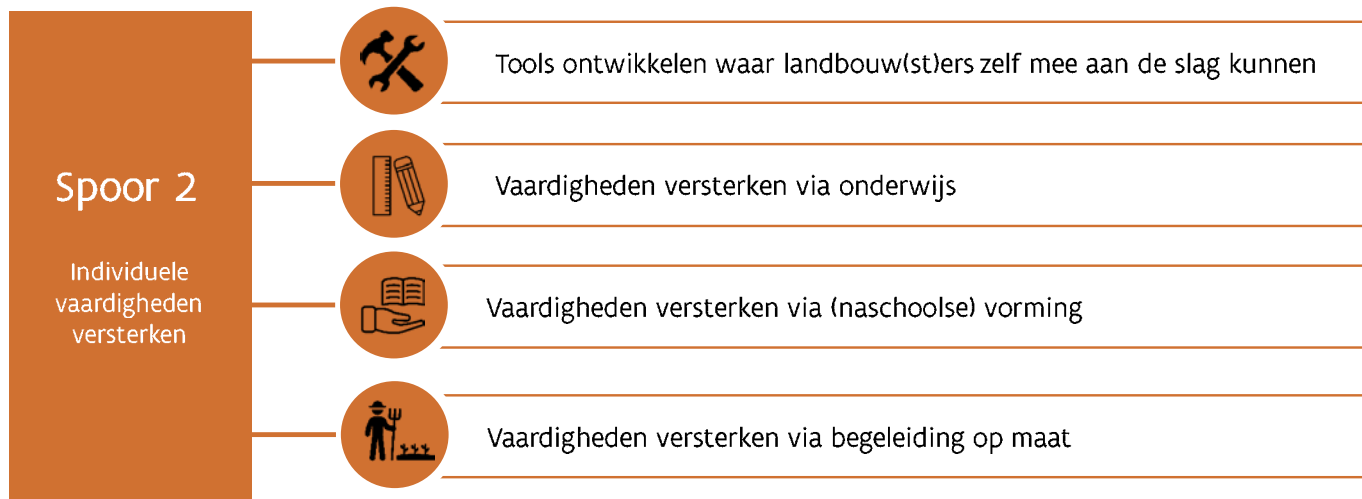 Spoor 2
Individuele
vaardigheden
versterken
Tools ontwikkelen waar landbouw(st)ers zelf mee aan de slag kunnen
Vaardigheden versterken via onderwijs
Vaardigheden versterken via (naschoolse) vorming
Vaardigheden versterken via begeleiding op maat